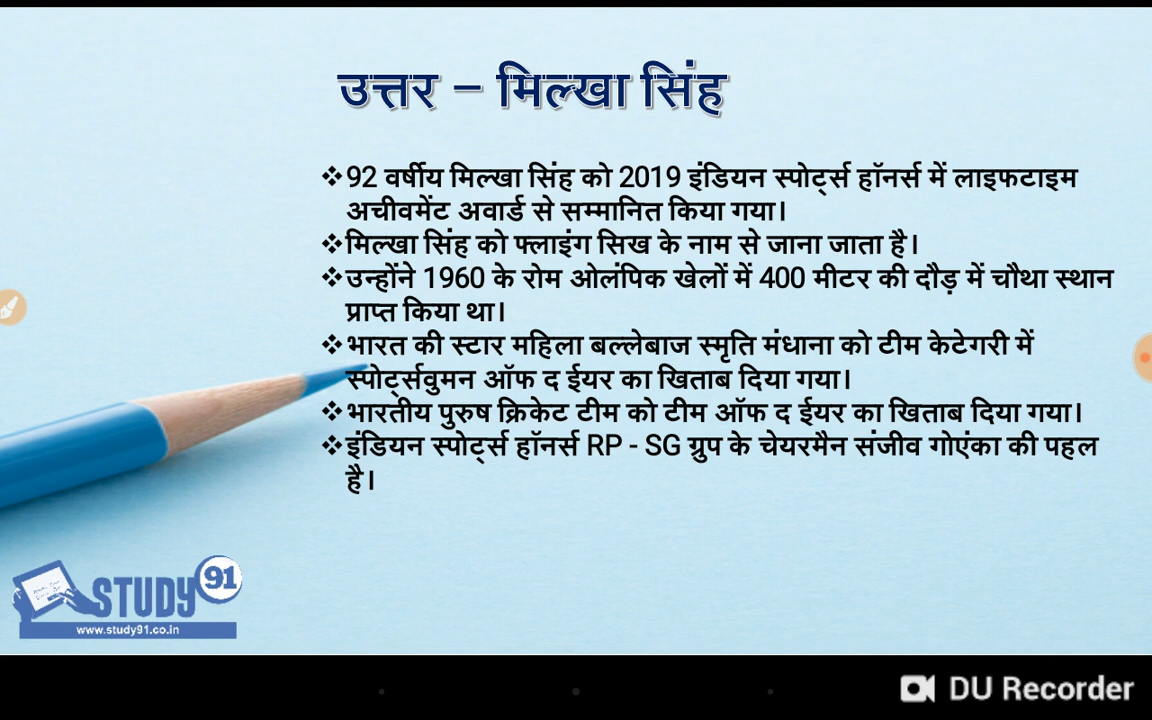 उत्तर – मिल्खा सिंह
❖92 वर्षीय मिल्खा सिंह को 2019 इंडियन स्पोर्ट्स हॉनर्स में लाइफटाइम
अचीवमेंट अवार्ड से सम्मानित किया गया।
❖मिल्खा सिंह को फ्लाइंग सिख के नाम से जाना जाता है।
❖उन्होंने 1960 के रोम ओलंपिक खेलों में 400 मीटर की दौड़ में चौथा स्थान
प्राप्त किया था।
❖भारत की स्टार महिला बल्लेबाज स्मृति मंधाना को टीम केटेगरी में
स्पोर्ट्सवुमन ऑफ द ईयर का खिताब दिया गया।
❖भारतीय पुरुष क्रिकेट टीम को टीम ऑफ द ईयर का खिताब दिया गया।
❖इंडियन स्पोर्ट्स हॉनर्स RP - SG ग्रुप के चेयरमैन संजीव गोएंका की पहल
है।
STUDY 91
www.study91.co.in
DU Recorder